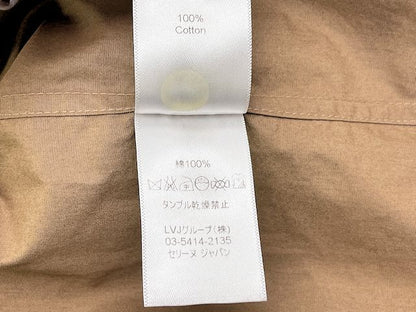 100%
Cotton
綿100%
タンブル乾燥禁止
LVJグループ(株)
03-5414-2135
セリーヌ ジャパン